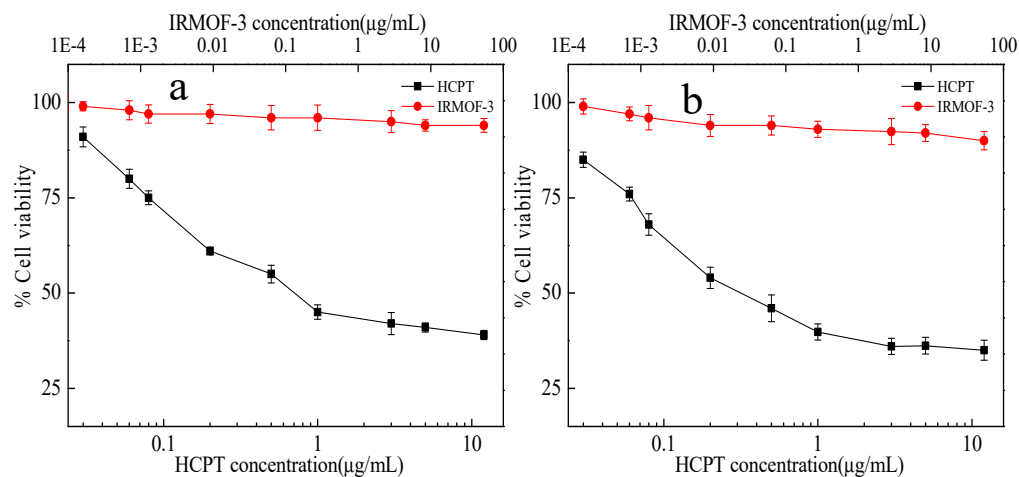 IRMOF-3 concentration(μg/mL)
1E-4 1E-3 0.01 0.1 1 10 100
a
HCPT
IRMOF-3
100
75
50
25
% Cell viability
0.1 1 10
HCPT concentration(μg/mL)
IRMOF-3 concentration(μg/mL)
1E-4 1E-3 0.01 0.1 1 10 100
b
HCPT
IRMOF-3
100
75
50
25
% Cell viability
0.1 1 10
HCPT concentration(μg/mL)